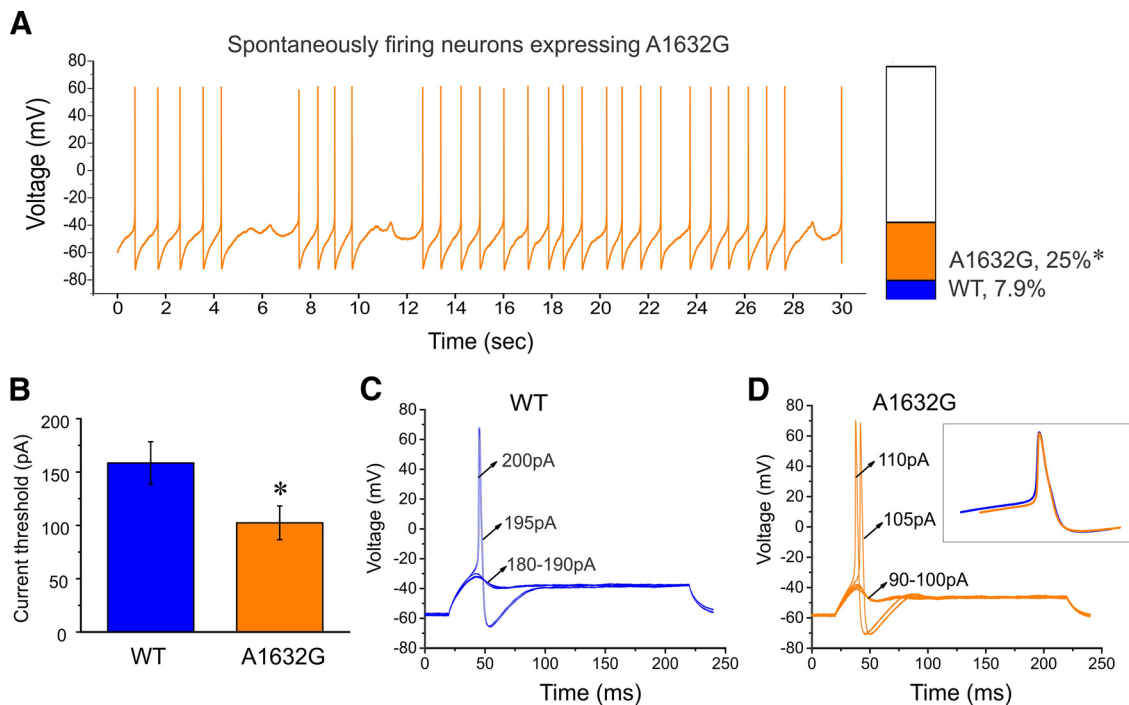 A
Spontaneously firing neurons expressing A1632G
Voltage (mV)
80
60
40
20
0
-20
-40
-60
-80
0 2 4 6 8 10 12 14 16 18 20 22 24 26 28 30
Time (sec)
A1632G, 25%*
WT, 7.9%
B
Current threshold (pA)
200
150
100
50
0
*
WT A1632G
C
WT
Voltage (mV)
80
60
40
20
0
-20
-40
-60
-80
200pA
195pA
180-190pA
0 50 100 150 200 250
Time (ms)
D
A1632G
Voltage (mV)
80
60
40
20
0
-20
-40
-60
-80
110pA
105pA
90-100pA
0 50 100 150 200 250
Time (ms)